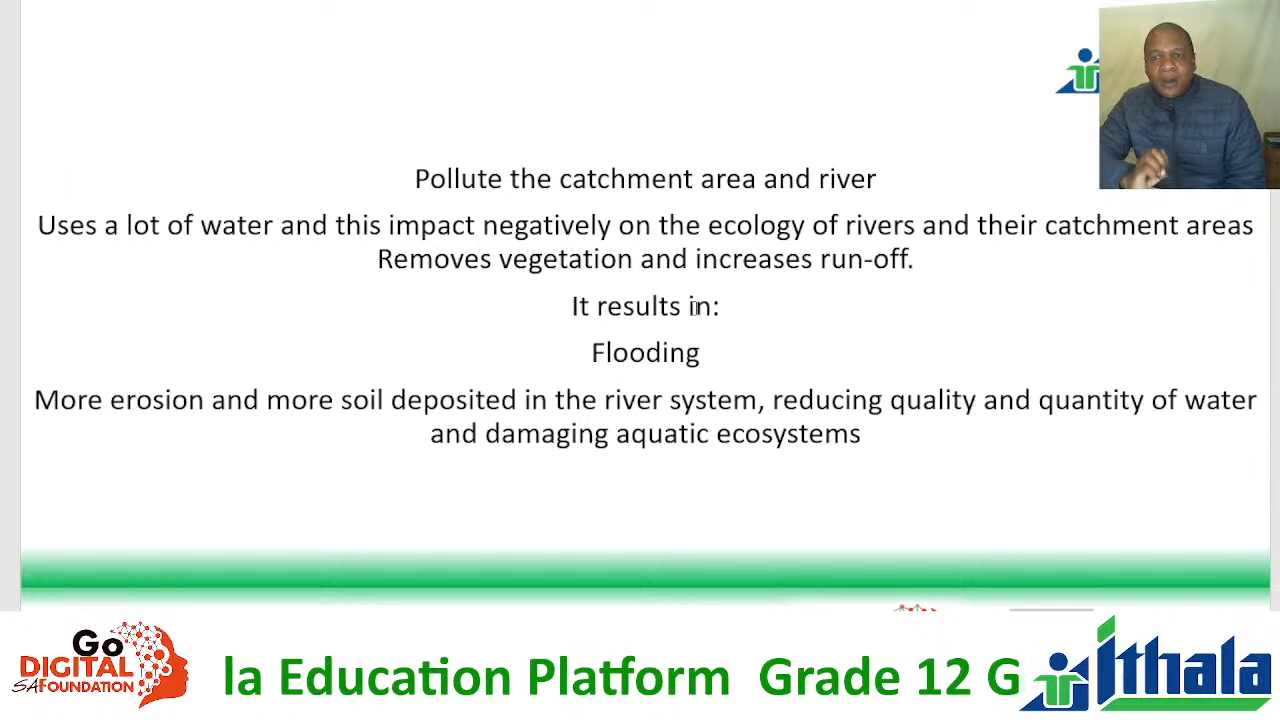 Pollute the catchment area and river
Uses a lot of water and this impact negatively on the ecology of rivers and their catchment areas
Removes vegetation and increases run-off.
It results in:
Flooding
More erosion and more soil deposited in the river system, reducing quality and quantity of water
and damaging aquatic ecosystems
Go
DIGITAL
SA FOUNDATION
la Education Platform Grade 12 G
Ithala